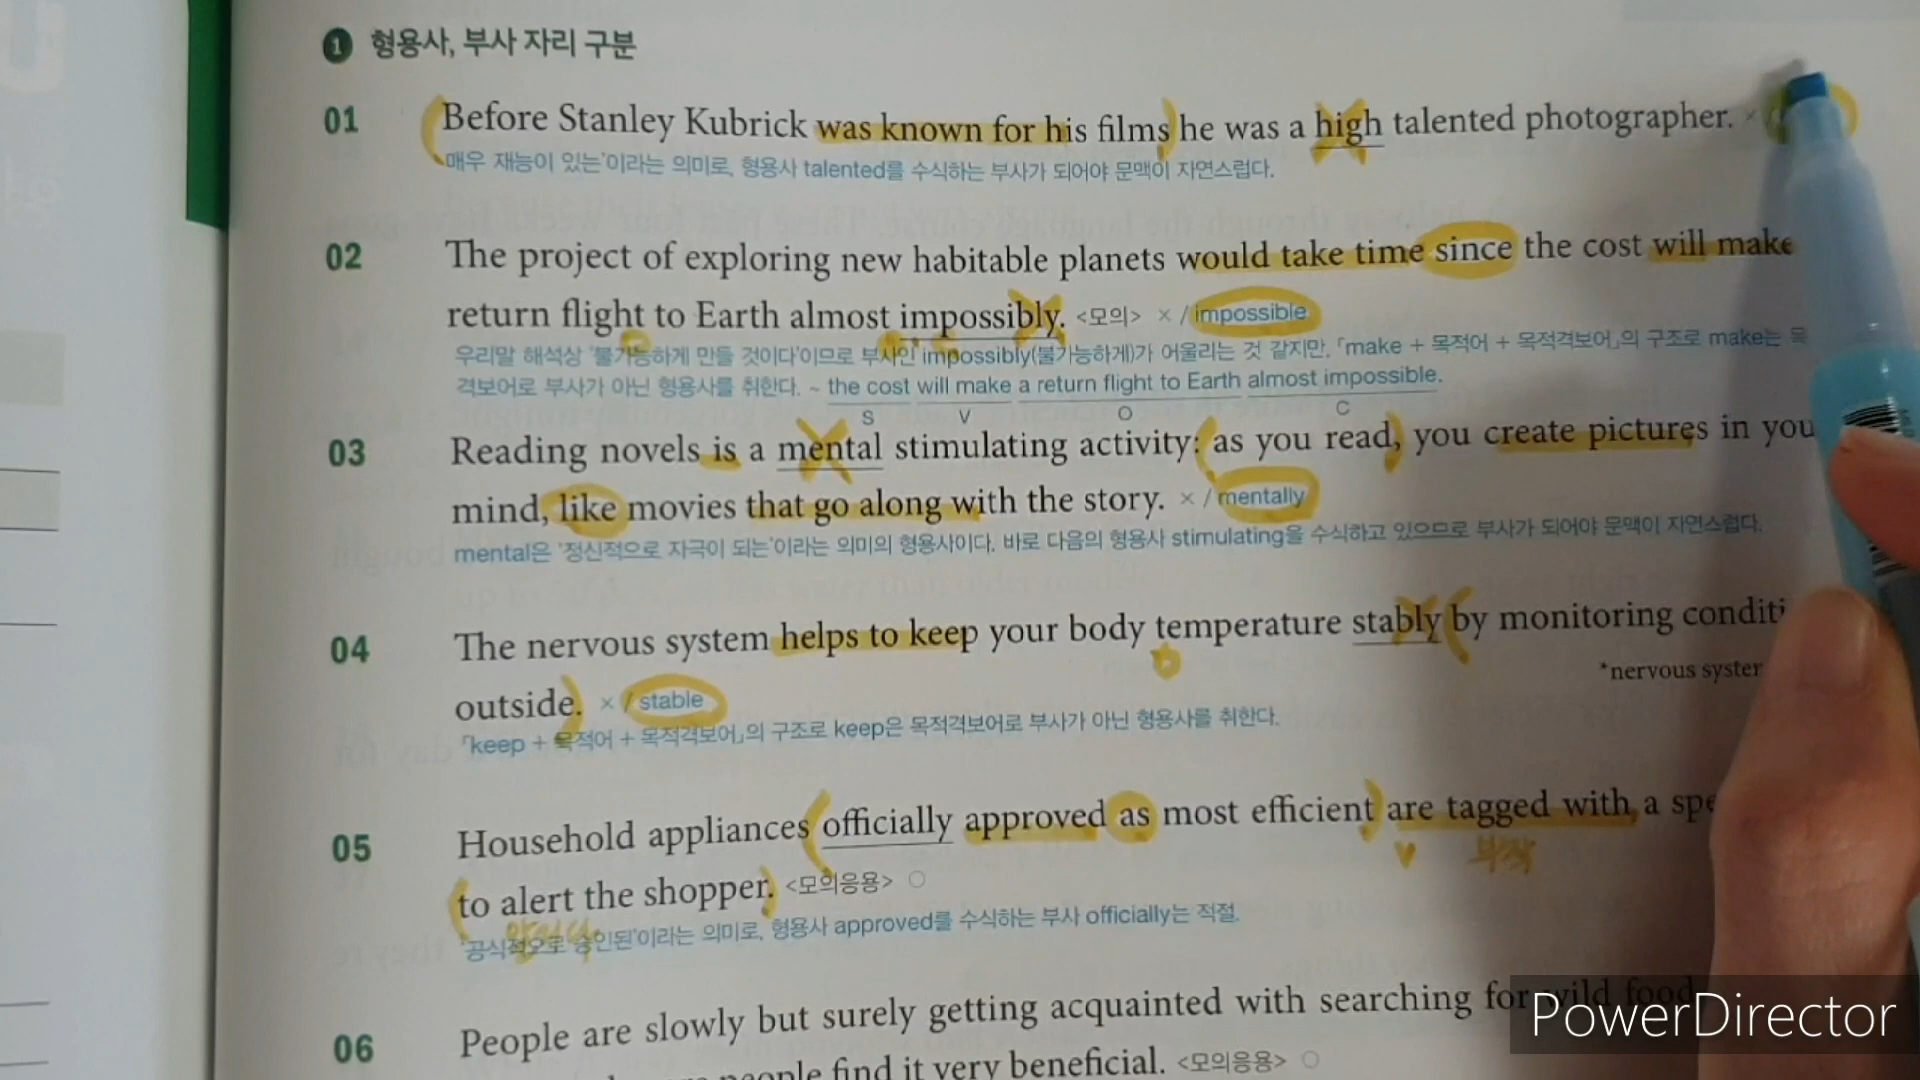 1 형용사, 부사 자리 구분
01 Before Stanley Kubrick was known for his films, he was a high talented photographer. ×
'매우 재능이 있는'이라는 의미로, 형용사 talented를 수식하는 부사가 되어야 문맥이 자연스럽다.
02 The project of exploring new habitable planets would take time since the cost will make
return flight to Earth almost impossibly. <모의> × / impossible
우리말 해석상 '불가능하게 만들 것이다'이므로 부사인 impossibly(불가능하게)가 어울리는 것 같지만, 「make + 목적어 + 목적격보어」의 구조로 make는 목
격보어로 부사가 아닌 형용사를 취한다. ~ the cost will make a return flight to Earth almost impossible.
S V O C
03 Reading novels is a mental stimulating activity: as you read, you create pictures in you
mind, like movies that go along with the story. × / mentally
mental은 '정신적으로 자극이 되는'이라는 의미의 형용사이다. 바로 다음의 형용사 stimulating을 수식하고 있으므로 부사가 되어야 문맥이 자연스럽다.
04 The nervous system helps to keep your body temperature stably by monitoring conditi
*nervous syster
outside. × / stable
「keep + 목적어 + 목적격보어」의 구조로 keep은 목적격보어로 부사가 아닌 형용사를 취한다.
05 Household appliances officially approved as most efficient are tagged with a spe
부착
to alert the shopper. <모의응용> ○
'공식적으로 승인된'이라는 의미로, 형용사 approved를 수식하는 부사 officially는 적절.
06 People are slowly but surely getting acquainted with searching for wild food
people find it very beneficial. <모의응용> ○
PowerDirector